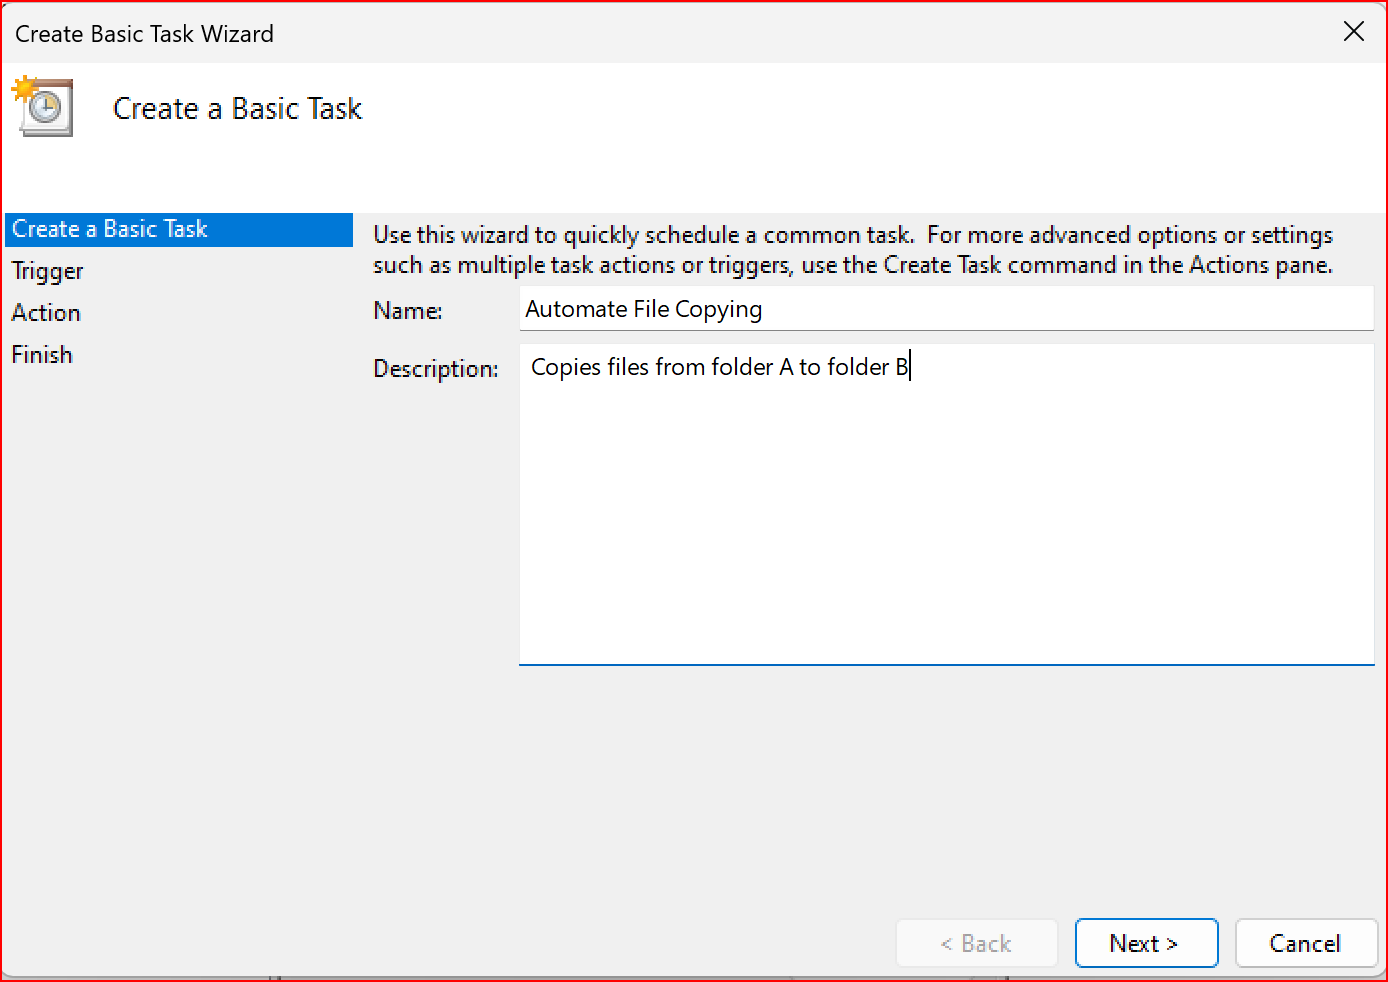 Create Basic Task Wizard
Create a Basic Task
Create a Basic Task
Trigger
Action
Finish
Use this wizard to quickly schedule a common task.  For more advanced options or settings
such as multiple task actions or triggers, use the Create Task command in the Actions pane.
Name: Automate File Copying
Description: Copies files from folder A to folder B
< Back Next > Cancel